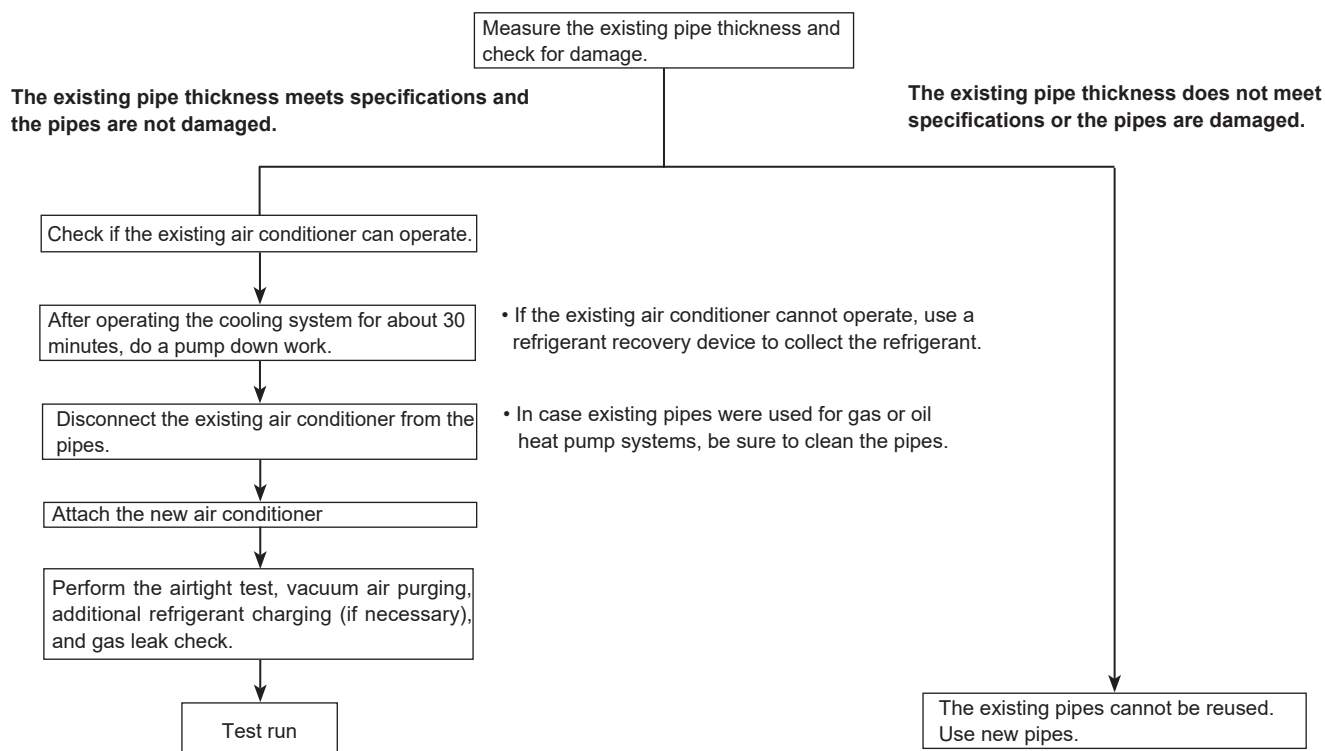 Measure the existing pipe thickness and
check for damage.
The existing pipe thickness meets specifications and
the pipes are not damaged.
The existing pipe thickness does not meet
specifications or the pipes are damaged.
Check if the existing air conditioner can operate.
After operating the cooling system for about 30
minutes, do a pump down work.
• If the existing air conditioner cannot operate, use a
refrigerant recovery device to collect the refrigerant.
Disconnect the existing air conditioner from the
pipes.
• In case existing pipes were used for gas or oil
heat pump systems, be sure to clean the pipes.
Attach the new air conditioner
Perform the airtight test, vacuum air purging,
additional refrigerant charging (if necessary),
and gas leak check.
Test run
The existing pipes cannot be reused.
Use new pipes.